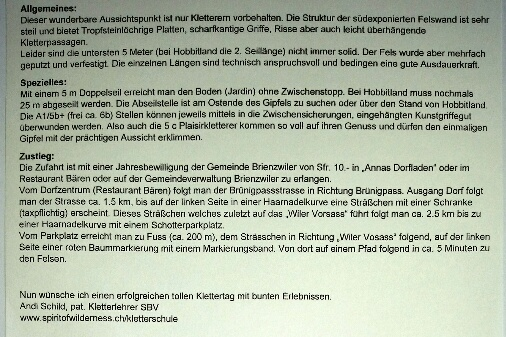 Allgemeines:
Dieser wunderbare Aussichtspunkt ist nur Kletterern vorbehalten. Die Struktur der südexponierten Felswand ist sehr
steil und bietet Tropfsteinlöchrige Platten, scharfkantige Griffe, Risse aber auch leicht überhängende
Kletterpassagen.
Leider sind die untersten 5 Meter (bei Hobbitland die 2. Seillänge) nicht immer solid. Der Fels wurde aber mehrfach
geputzt und verfestigt. Die einzelnen Längen sind technisch anspruchsvoll und bedingen eine gute Ausdauerkraft.
Spezielles:
Mit einem 5 m Doppelseil erreicht man den Boden (Jardin) ohne Zwischenstopp. Bei Hobbitland muss nochmals
25 m abgeseilt werden. Die Abseilstelle ist am Ostende des Gipfels zu suchen oder über den Stand von Hobbitland.
Die A1/5b+ (frei ca. 6b) Stellen können jeweils mittels in die Zwischensicherungen, eingehängten Kunstgriffegut
überwunden werden. Also auch die 5 c Plaisirkletterer kommen so voll auf ihren Genuss und dürfen den einmaligen
Gipfel mit der prächtigen Aussicht erklimmen.
Zustieg:
Die Zufahrt ist mit einer Jahresbewilligung der Gemeinde Brienzwiler von Sfr. 10.- in „Annas Dorfladen" oder im
Restaurant Bären oder auf der Gemeindeverwaltung Brienzwiler zu erlangen.
Vom Dorfzentrum (Restaurant Bären) folgt man der Brünigpassstrasse in Richtung Brünigpass. Ausgang Dorf folgt
man der Strasse ca. 1.5 km, bis auf der linken Seite in einer Haarnadelkurve eine Strässchen mit einer Schranke
(taxpflichtig) erscheint. Dieses Sträßchen welches zuletzt auf das „Wiler Vorsass" führt folgt man ca. 2.5 km bis zu
einer Haarnadelkurve mit einem Schotterparkplatz.
Vom Parkplatz erreicht man zu Fuss (ca. 200 m), dem Strässchen in Richtung „Wiler Vosass" folgend, auf der linken
Seite einer roten Baummarkierung mit einem Markierungsband. Von dort auf einem Pfad folgend in ca. 5 Minuten zu
den Felsen.
Nun wünsche ich einen erfolgreichen tollen Klettertag mit bunten Erlebnissen.
Andi Schild, pat. Kletterlehrer SBV
www.spiritofwilderness.ch/kletterschule